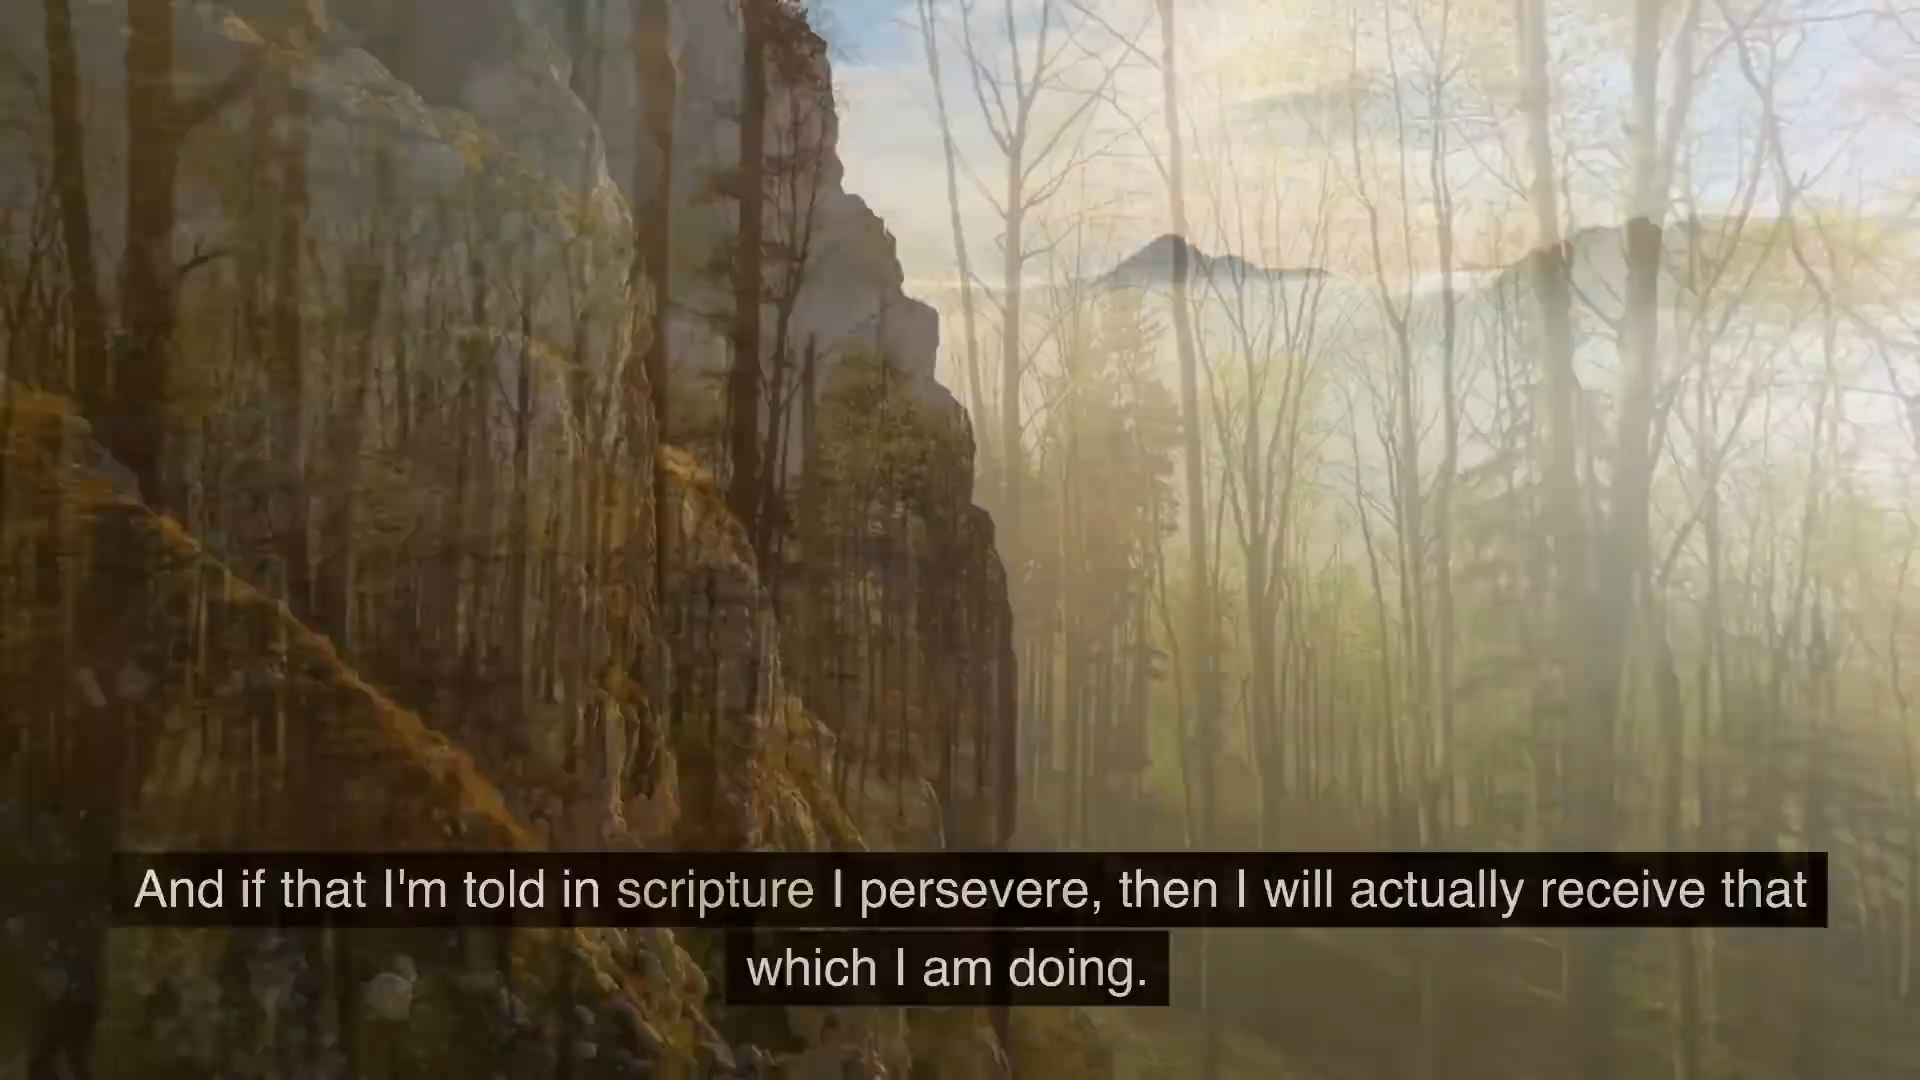 And if that I'm told in scripture I persevere, then I will actually receive that
which I am doing.